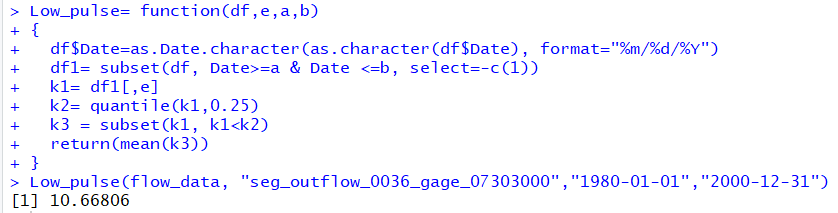 > Low_pulse= function(df,e,a,b)
+ {
+   df$Date=as.Date.character(as.character(df$Date), format="%m/%d/%Y")
+   df1= subset(df, Date>=a & Date <=b, select=-c(1))
+   k1= df1[,e]
+   k2= quantile(k1,0.25)
+   k3 = subset(k1, k1<k2)
+   return(mean(k3))
+ }
> Low_pulse(flow_data, "seg_outflow_0036_gage_07303000","1980-01-01","2000-12-31")
[1] 10.66806